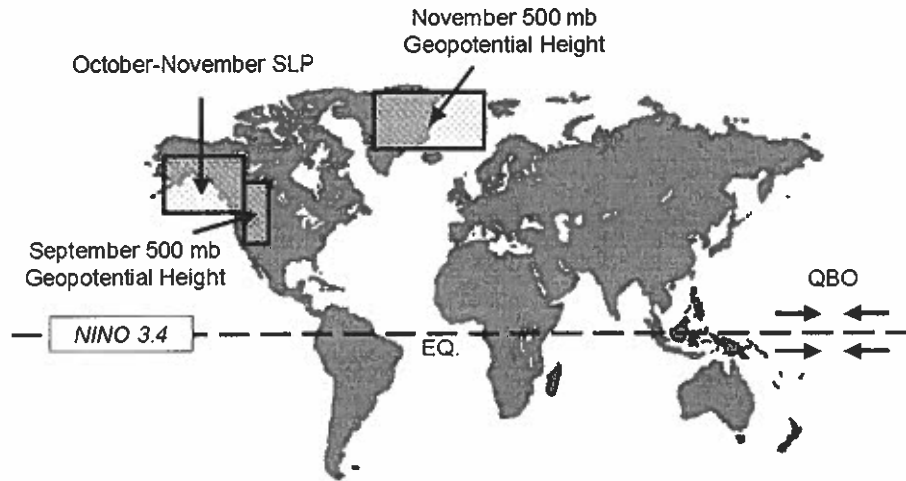 November 500 mb
Geopotential Height
October-November SLP
September 500 mb
Geopotential Height
QBO
NINO 3.4
EQ.